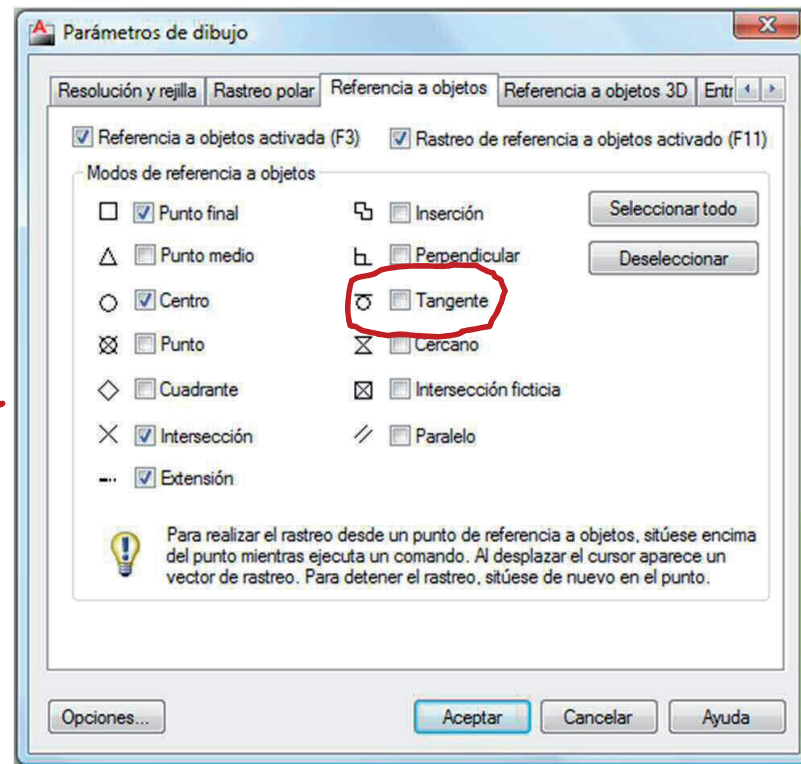 Parámetros de dibujo
Resolución y rejilla Rastreo polar Referencia a objetos Referencia a objetos 3D Entr
Referencia a objetos activada (F3) Rastreo de referencia a objetos activado (F11)
Modos de referencia a objetos
Punto final Inserción Seleccionar todo
Punto medio Perpendicular Deseleccionar
Centro Tangente
Punto Cercano
Cuadrante Intersección ficticia
Intersección Paralelo
Extensión
Para realizar el rastreo desde un punto de referencia a objetos, sitúese encima
del punto mientras ejecuta un comando. Al desplazar el cursor aparece un
vector de rastreo. Para detener el rastreo, sitúese de nuevo en el punto.
Opciones... Aceptar Cancelar Ayuda